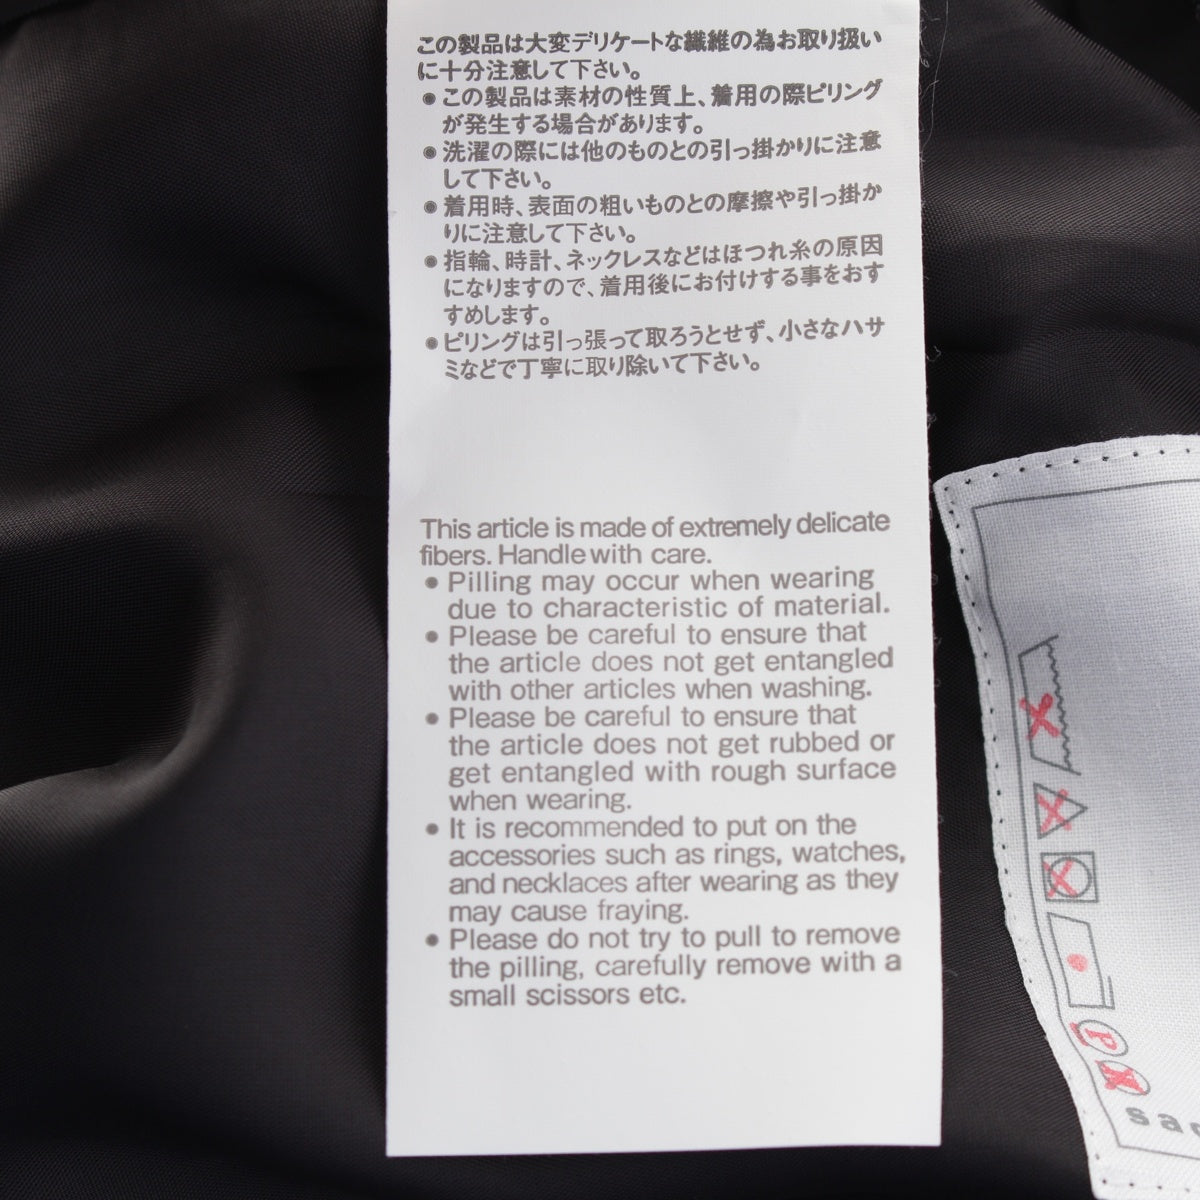 この製品は大変デリケートな繊維の為お取り扱い
に十分注意して下さい。
●この製品は素材の性質上、着用の際ピリング
が発生する場合があります。
●洗濯の際には他のものとの引っ掛かりに注意
して下さい。
●着用時、表面の粗いものとの摩擦や引っ掛か
りに注意して下さい。
●指輪、時計、ネックレスなどはほつれ糸の原因
になりますので、着用後にお付けする事をおす
すめします。
●ピリングは引っ張って取ろうとせず、小さなハサ
ミなどで丁寧に取り除いて下さい。
This article is made of extremely delicate
fibers. Handle with care.
● Pilling may occur when wearing
due to characteristic of material.
● Please be careful to ensure that
the article does not get entangled
with other articles when washing.
● Please be careful to ensure that
the article does not get rubbed or
get entangled with rough surface
when wearing.
● It is recommended to put on the
accessories such as rings, watches,
and necklaces after wearing as they
may cause fraying.
● Please do not try to pull to remove
the pilling, carefully remove with a
small scissors etc.
P